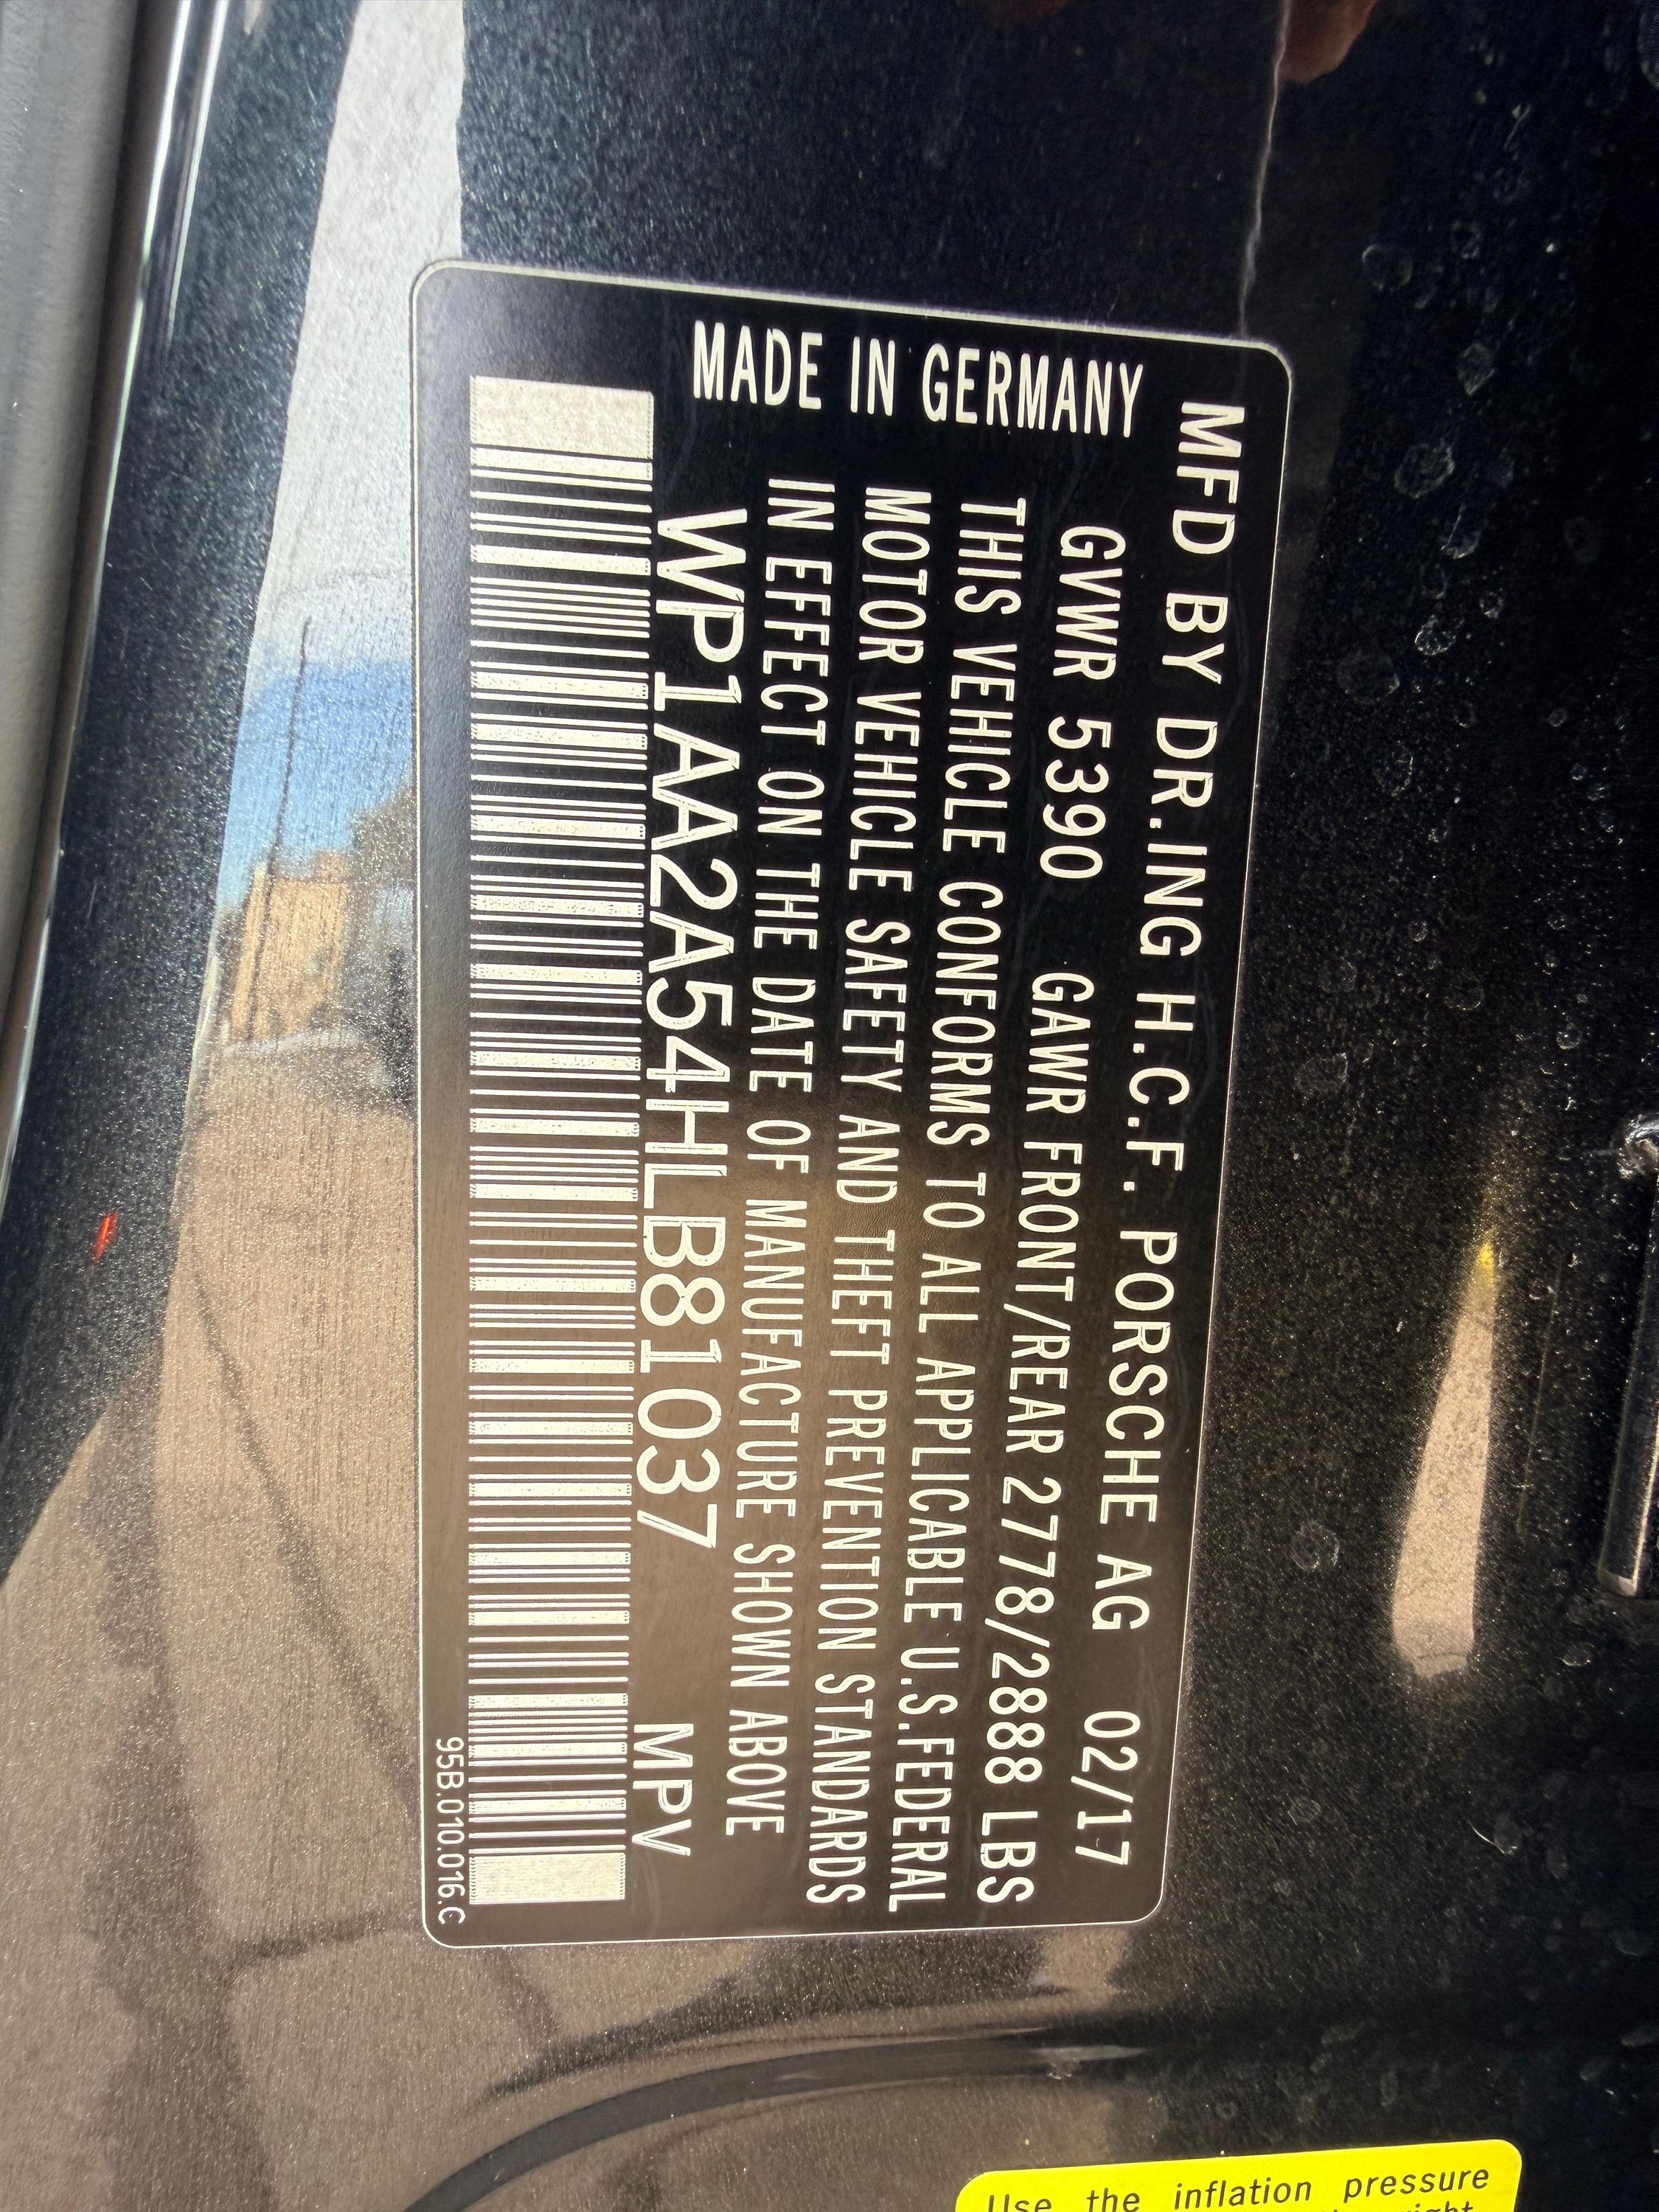 MFD BY DR.ING H.C.F. PORSCHE AG 02/17
GVWR 5390 GAWR FRONT/REAR 2778/2888 LBS
THIS VEHICLE CONFORMS TO ALL APPLICABLE U.S.FEDERAL
MOTOR VEHICLE SAFETY AND THEFT PREVENTION STANDARDS
IN EFFECT ON THE DATE OF MANUFACTURE SHOWN ABOVE
WP1AA2A54HLB81037 MPV
MADE IN GERMANY
95B.010.016.C
Use the inflation pressure